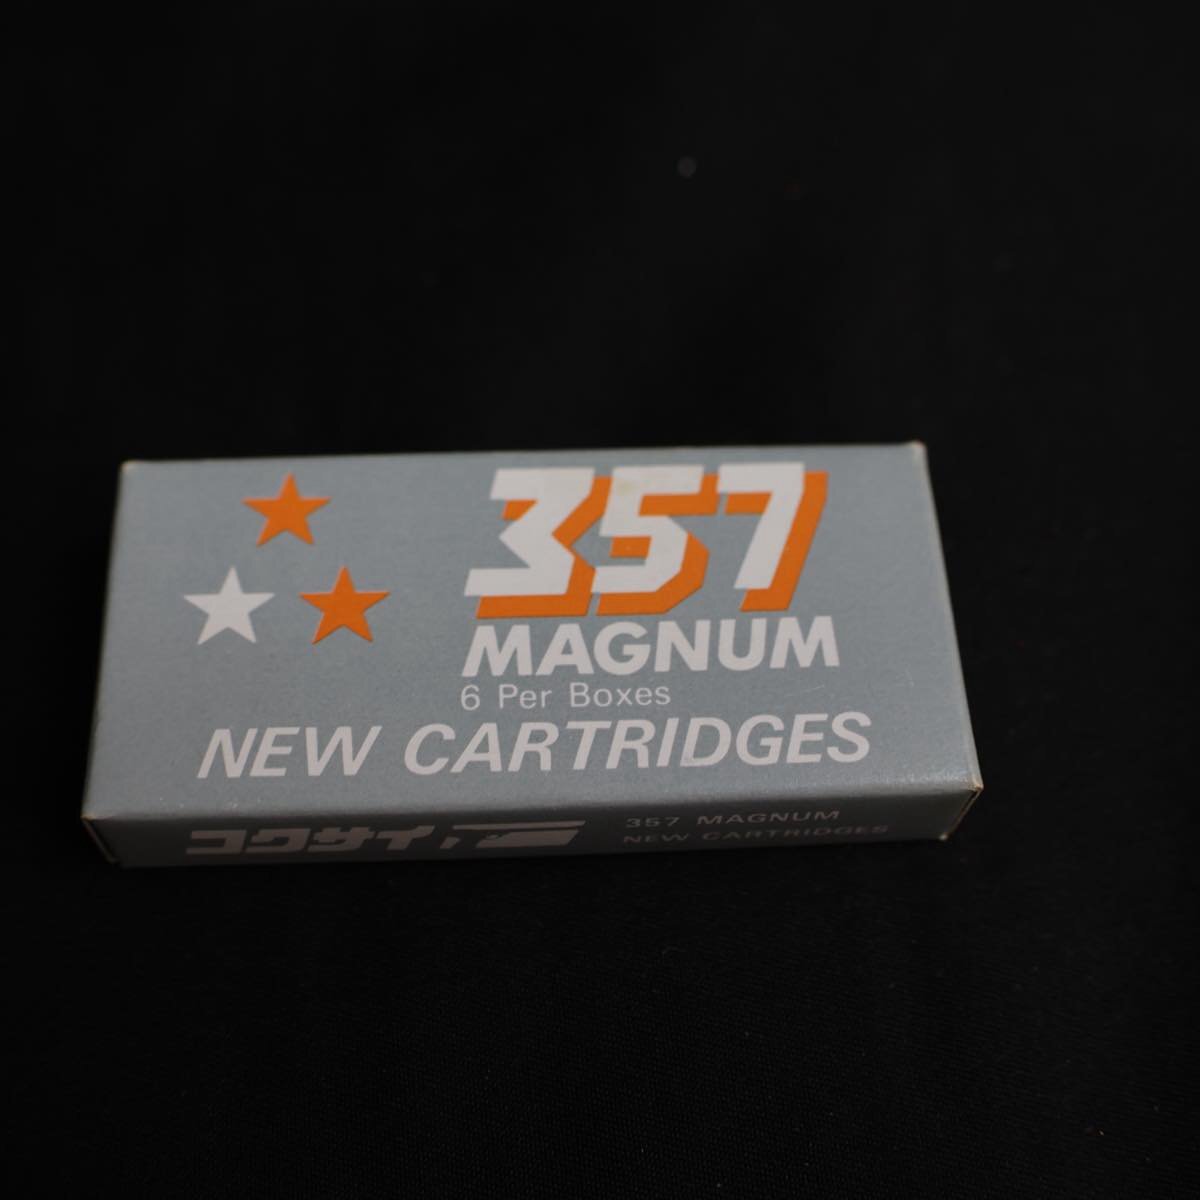 357
MAGNUM
6 Per Boxes
NEW CARTRIDGES
コクサイ
357 MAGNUM
NEW CARTRIDGES